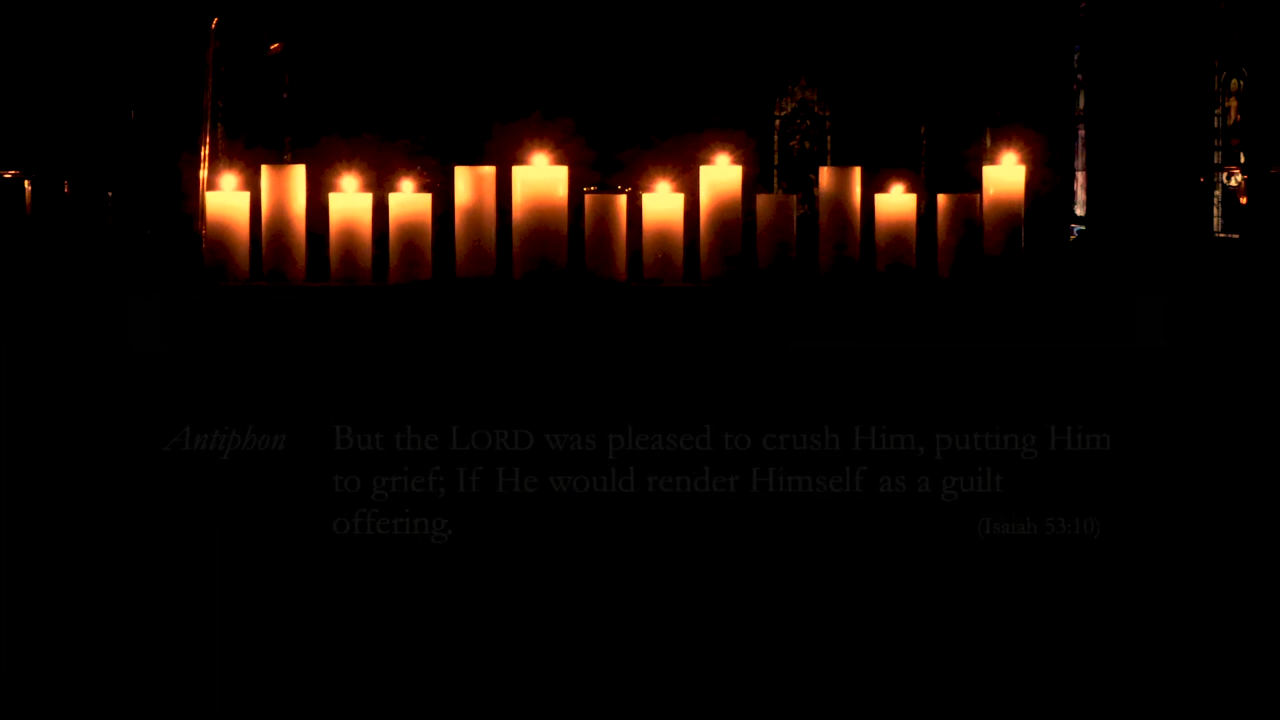 Antiphon But the LORD was pleased to crush Him, putting Him
to grief; If He would render Himself as a guilt
offering. (Isaiah 53:10)